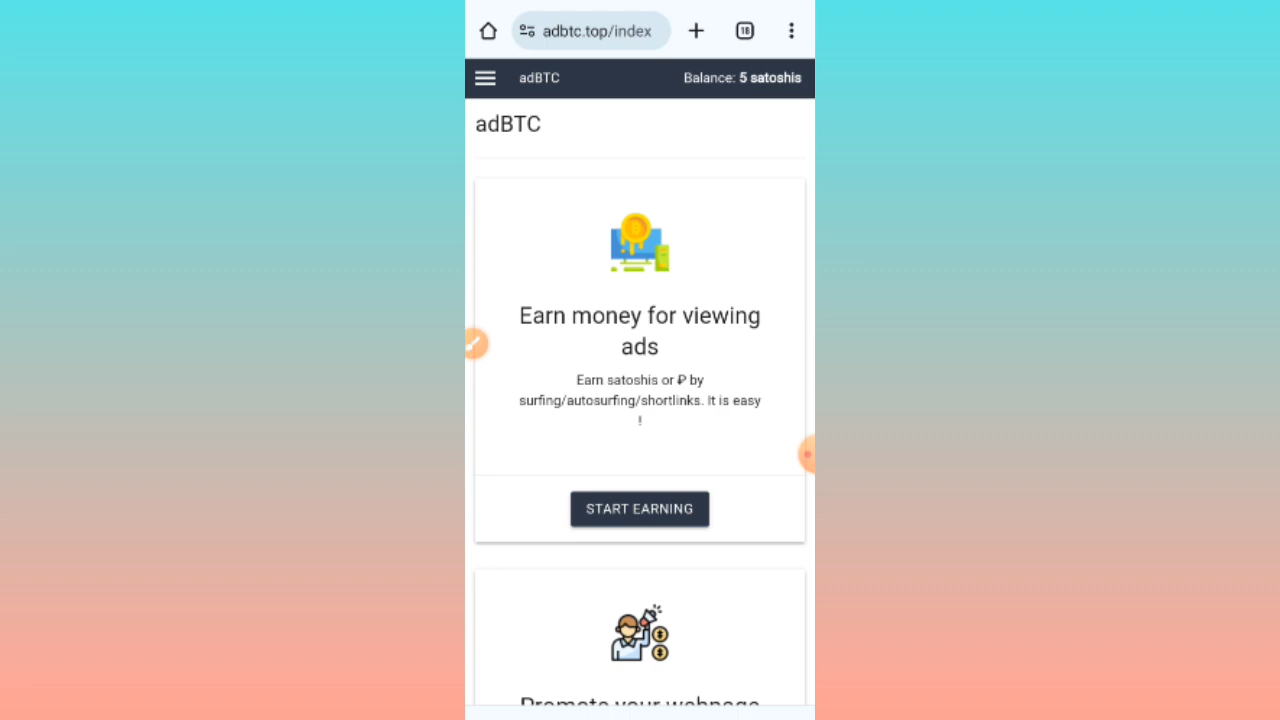 adbtc.top/index
18
adBTC
Balance: 5 satoshis
adBTC
Earn money for viewing
ads
Earn satoshis or ₽ by
surfing/autosurfing/shortlinks. It is easy
!
START EARNING
Promote your webpage